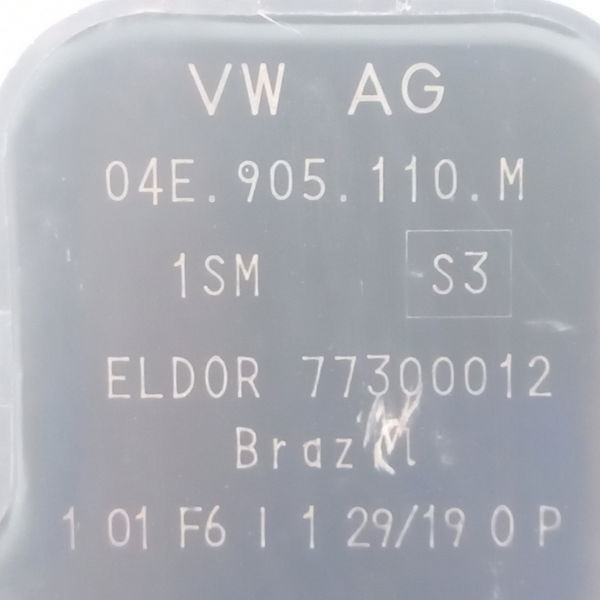 VW AG
04E.905.110.M
1SM S3
ELDOR 77300012
Brazil
1 01 F6 I 1 29/19 0 P